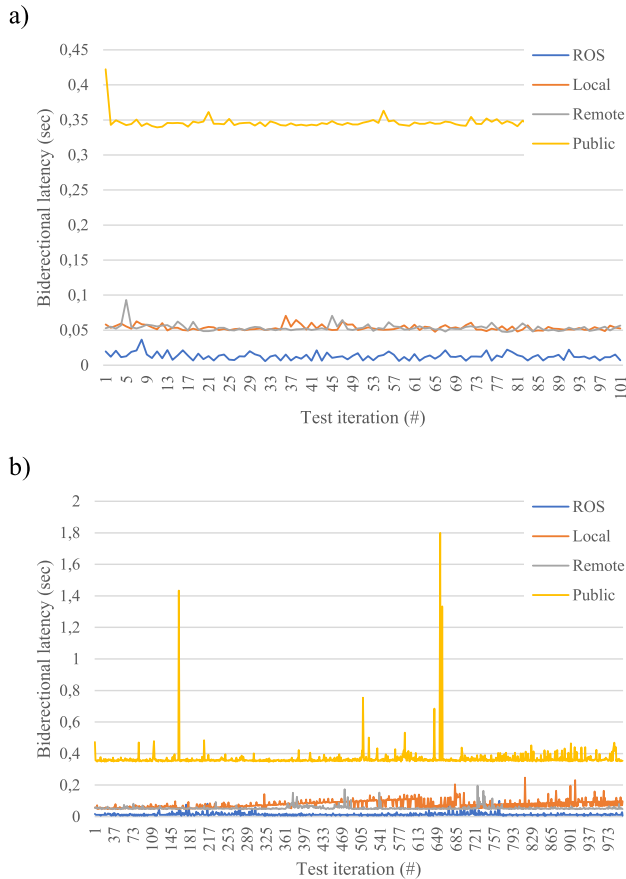 a)
0,45
0,4
0,35
0,3
0,25
0,2
0,15
0,1
0,05
0
Biderectional latency (sec)
ROS
Local
Remote
Public
1 5 9 13 17 21 25 29 33 37 41 45 49 53 57 61 65 69 73 77 81 85 89 93 97 101
Test iteration (#)
b)
2
1,8
1,6
1,4
1,2
1
0,8
0,6
0,4
0,2
0
Biderectional latency (sec)
ROS
Local
Remote
Public
1 37 73 109 145 181 217 253 289 325 361 397 433 469 505 541 577 613 649 685 721 757 793 829 865 901 937 973
Test iteration (#)